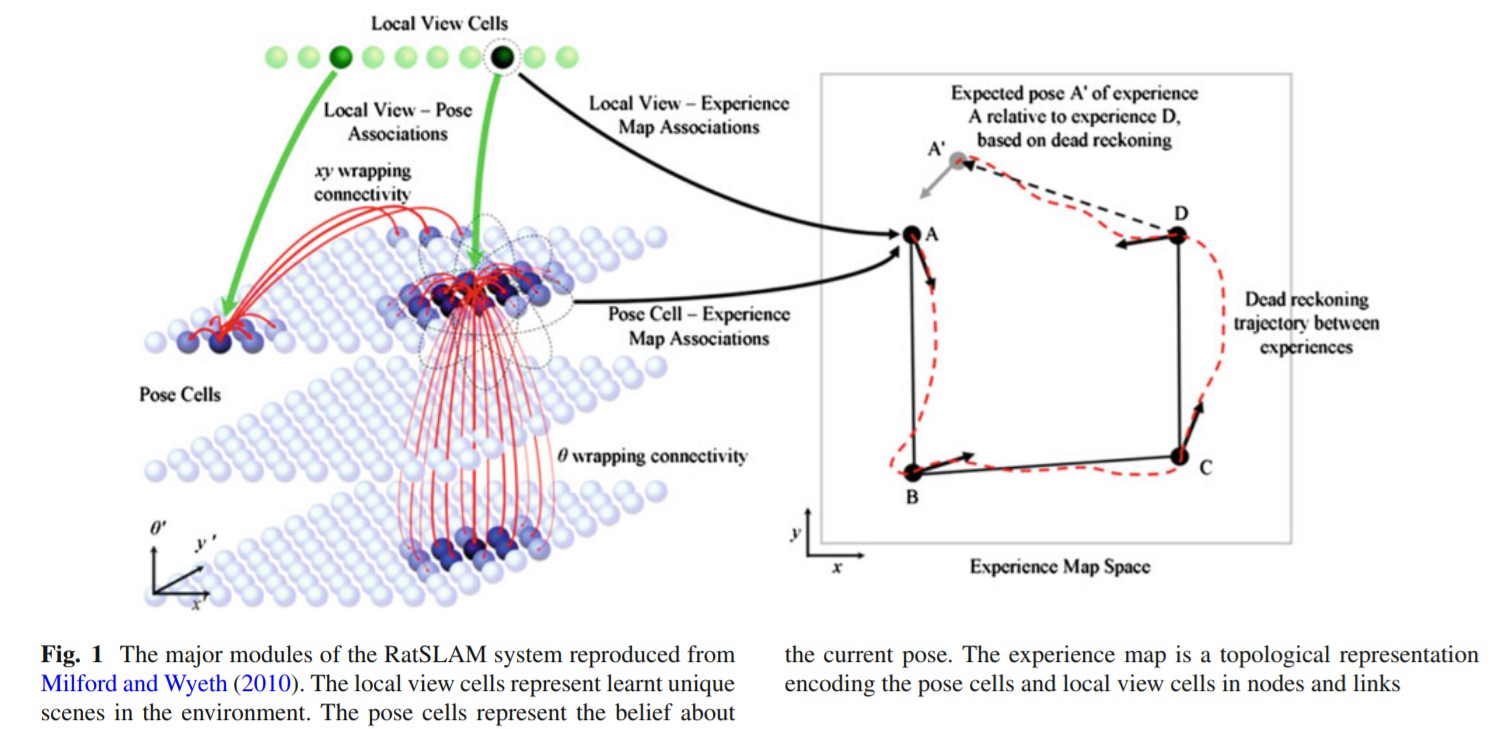 Local View Cells
Local View – Pose
Associations
Local View – Experience
Map Associations
xy wrapping
connectivity
Pose Cells
Pose Cell – Experience
Map Associations
θ wrapping connectivity
θ'
y'
x'
Expected pose A' of experience
A relative to experience D,
based on dead reckoning
A'
D
A
Dead reckoning
trajectory between
experiences
B
C
y
x
Experience Map Space
Fig. 1 The major modules of the RatSLAM system reproduced from
Milford and Wyeth (2010). The local view cells represent learnt unique
scenes in the environment. The pose cells represent the belief about
the current pose. The experience map is a topological representation
encoding the pose cells and local view cells in nodes and links